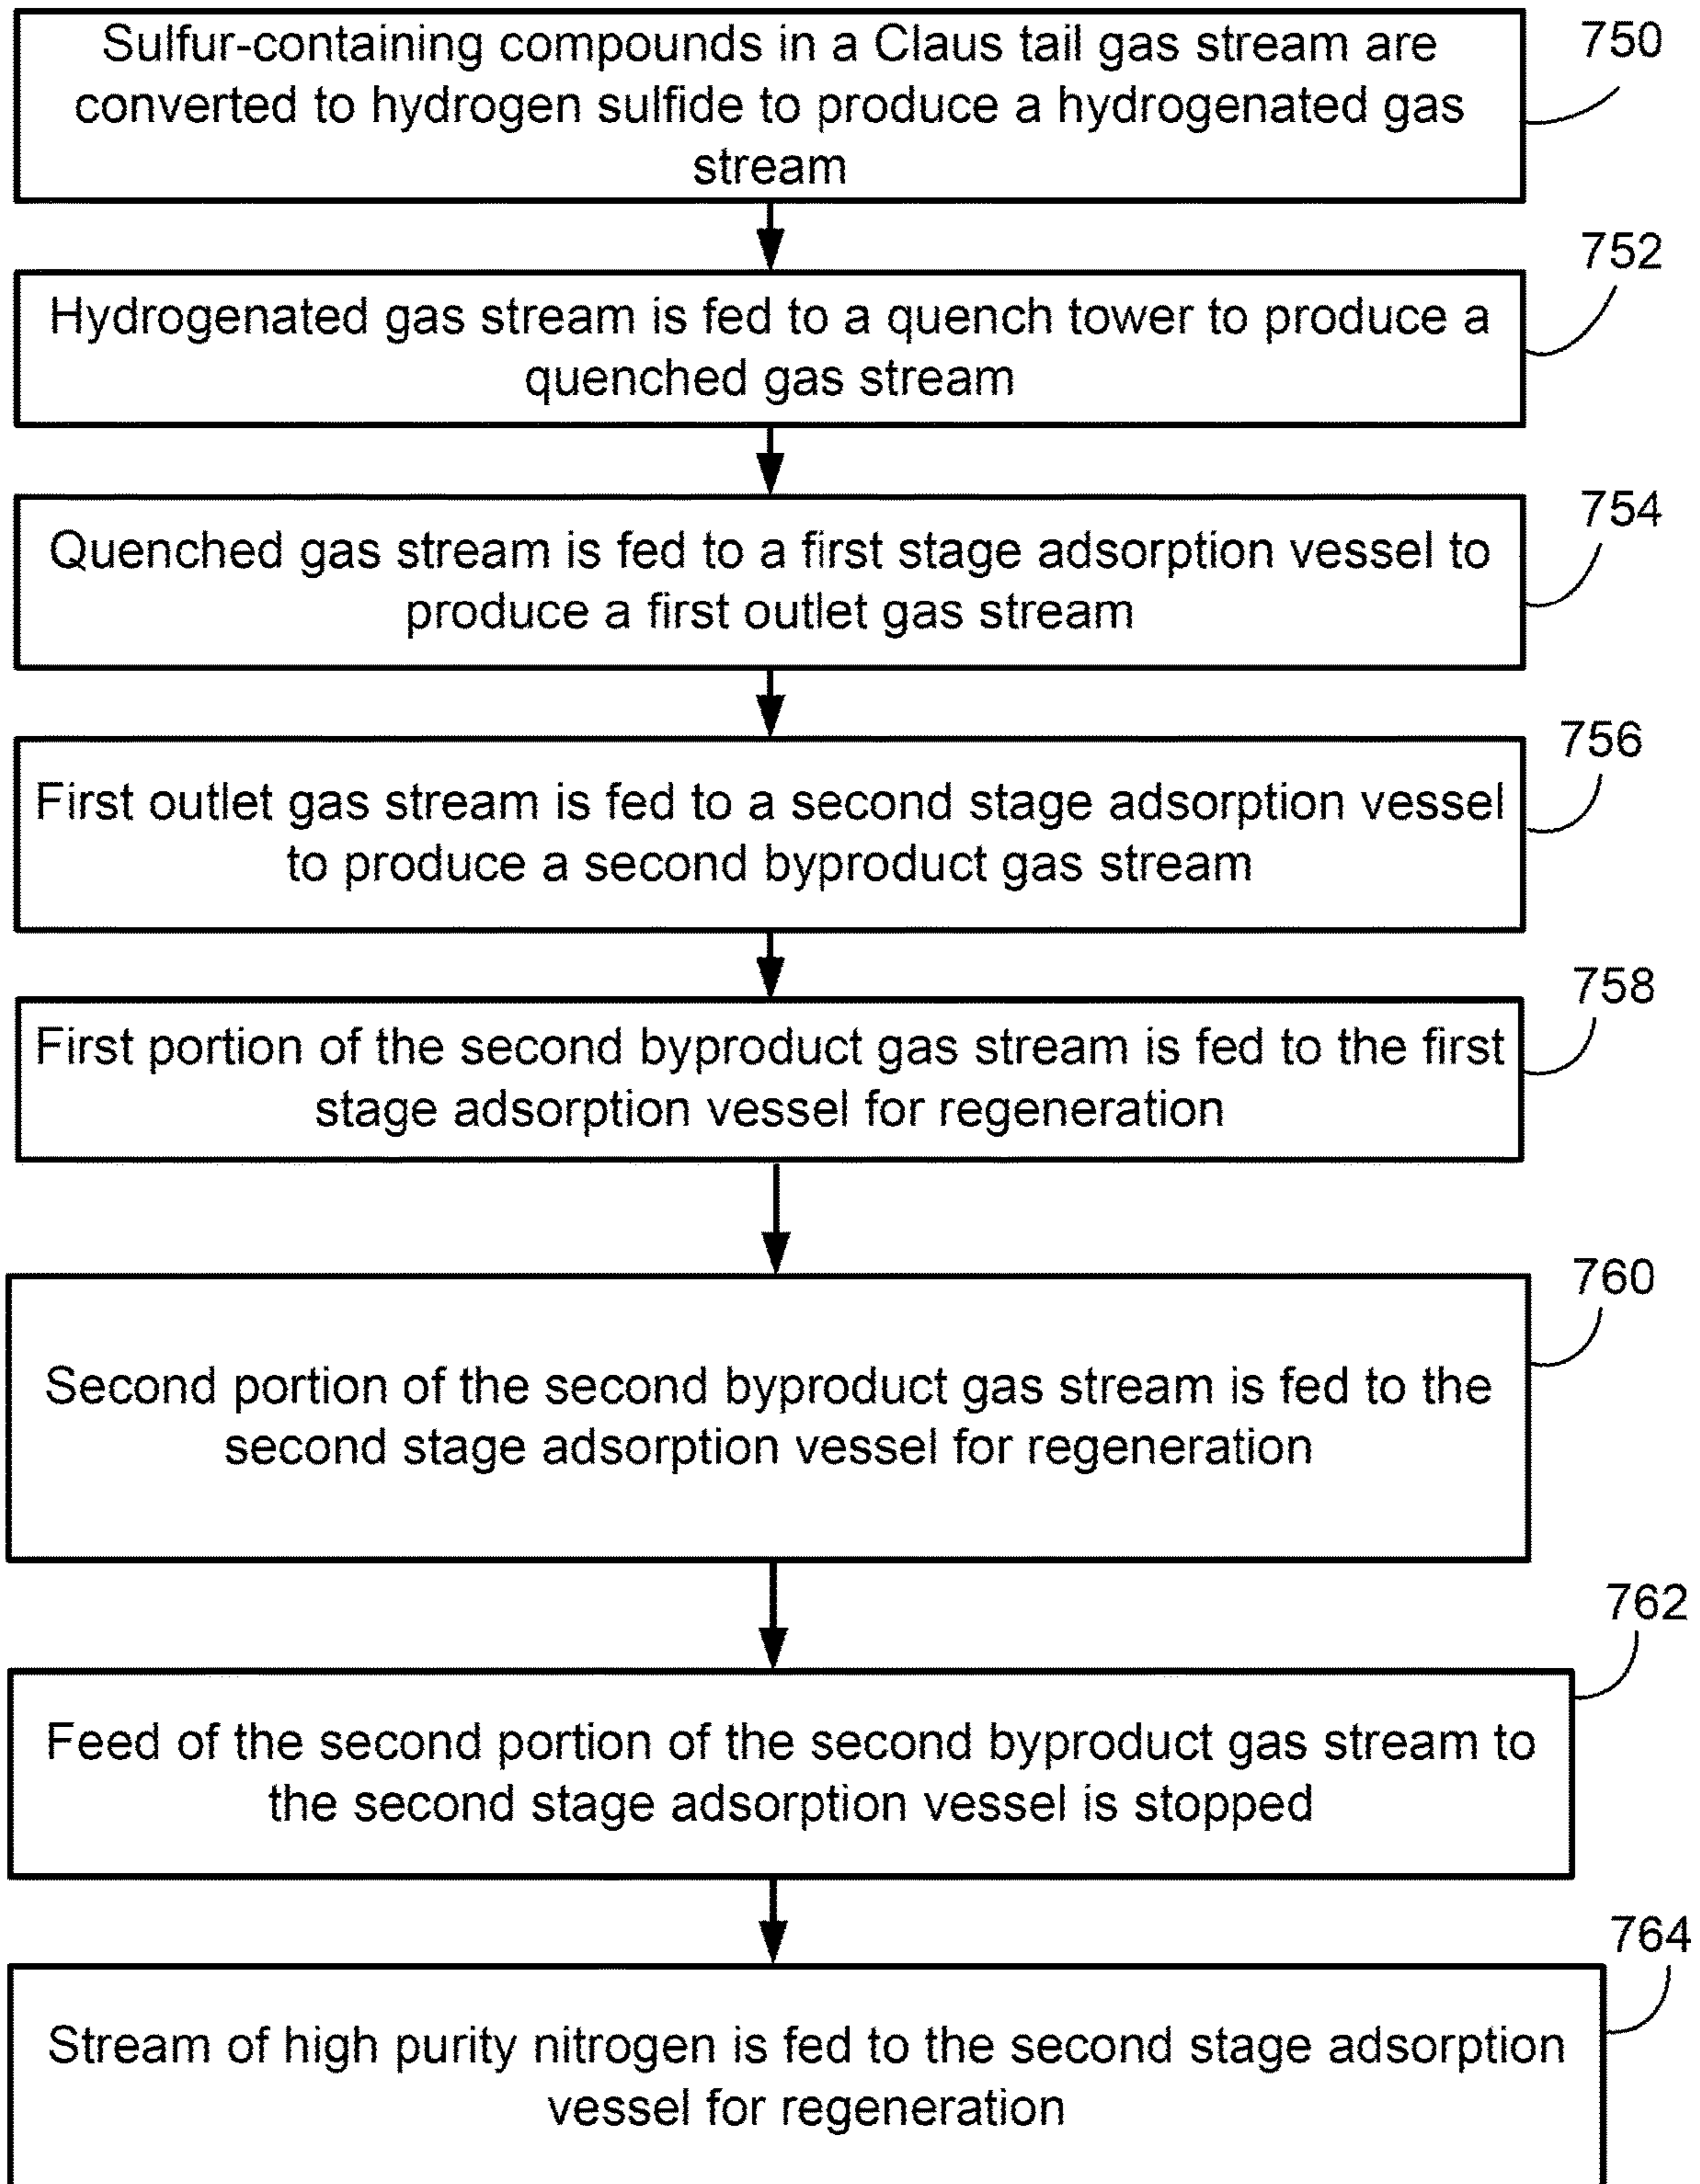 Sulfur-containing compounds in a Claus tail gas stream are
converted to hydrogen sulfide to produce a hydrogenated gas
stream
750
Hydrogenated gas stream is fed to a quench tower to produce a
quenched gas stream
752
Quenched gas stream is fed to a first stage adsorption vessel to
produce a first outlet gas stream
754
First outlet gas stream is fed to a second stage adsorption vessel
to produce a second byproduct gas stream
756
First portion of the second byproduct gas stream is fed to the first
stage adsorption vessel for regeneration
758
Second portion of the second byproduct gas stream is fed to the
second stage adsorption vessel for regeneration
760
Feed of the second portion of the second byproduct gas stream to
the second stage adsorption vessel is stopped
762
Stream of high purity nitrogen is fed to the second stage adsorption
vessel for regeneration
764